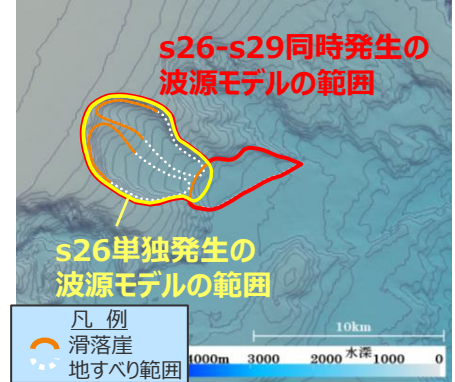 s26-s29同時発生の
波源モデルの範囲
s26単独発生の
波源モデルの範囲
凡 例
滑落崖
地すべり範囲
10km
4000m 3000 2000 水深 1000 0